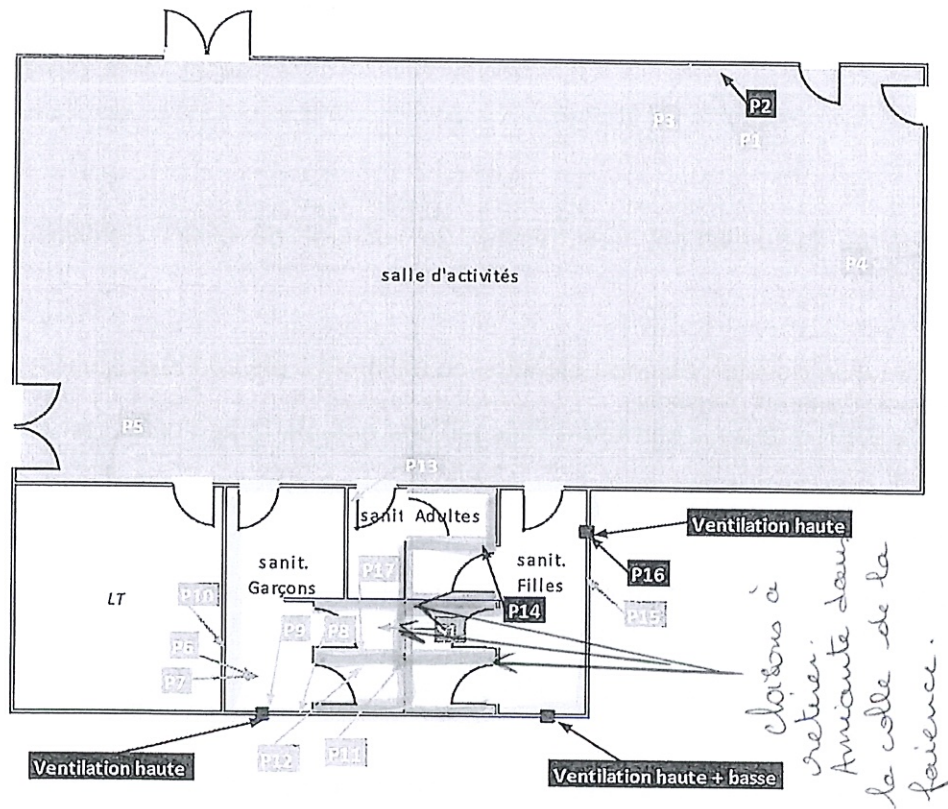 P2
P3
P1
P4
salle d'activités
P5
P13
sanit Adultes
Ventilation haute
sanit.
Garçons
sanit.
Filles
P17
P16
LT
P10
P14
P15
P9
P8
P6
P7
P12
P11
Ventilation haute
Ventilation haute + basse
cloisons à
retirer
Amiante dans
la colle de la
faience.